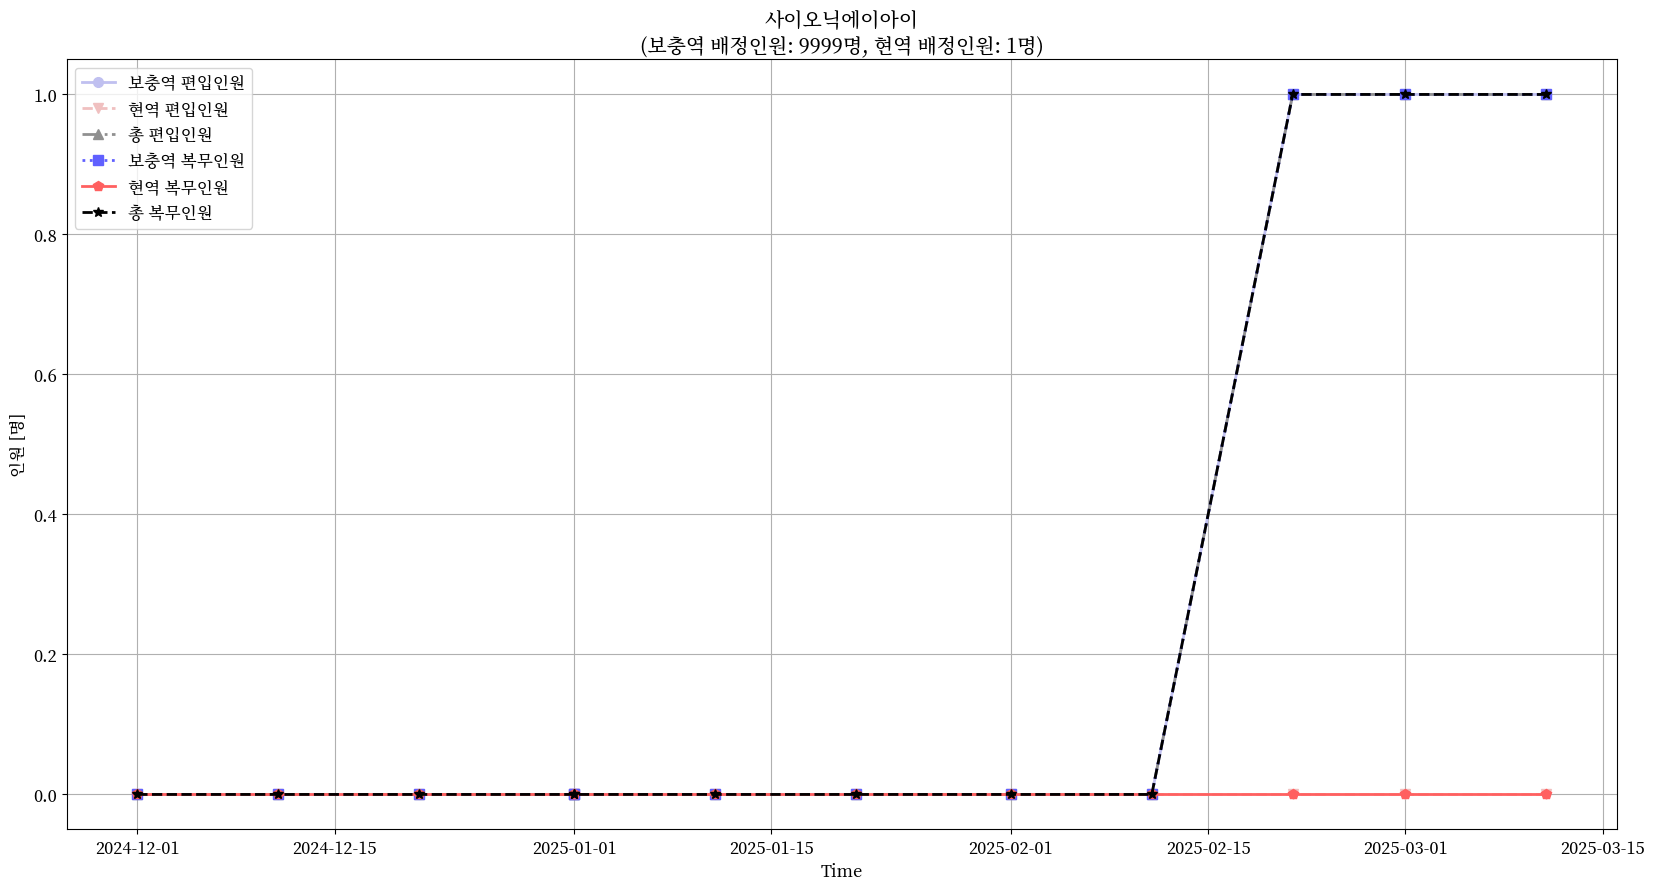 사이오닉에이아이
(보충역 배정인원: 9999명, 현역 배정인원: 1명)
보충역 편입인원
현역 편입인원
총 편입인원
보충역 복무인원
현역 복무인원
총 복무인원
인원 [명]
1.0
0.8
0.6
0.4
0.2
0.0
2024-12-01
2024-12-15
2025-01-01
2025-01-15
2025-02-01
2025-02-15
2025-03-01
2025-03-15
Time